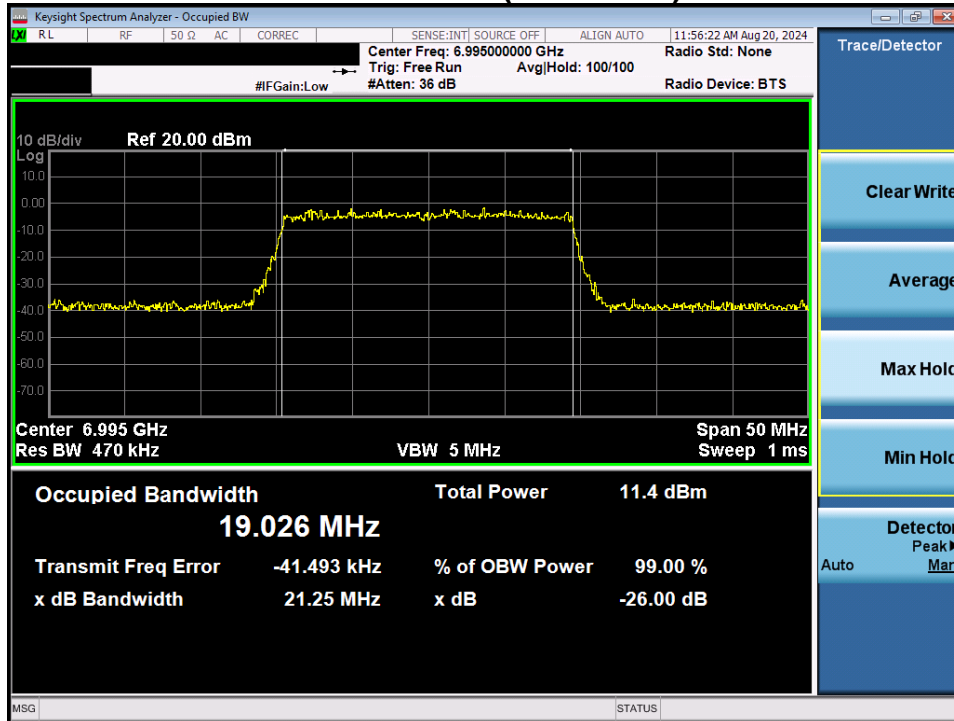 Keysight Spectrum Analyzer - Occupied BW
LXI RL RF 50 Ω AC CORREC SENSE:INT SOURCE OFF ALIGN AUTO 11:56:22 AM Aug 20, 2024
Center Freq: 6.995000000 GHz Radio Std: None
Trig: Free Run Avg|Hold: 100/100
#IFGain:Low #Atten: 36 dB Radio Device: BTS
Trace/Detector
10 dB/div Ref 20.00 dBm
Log
10.0
0.00
-10.0
-20.0
-30.0
-40.0
-50.0
-60.0
-70.0
Center 6.995 GHz Span 50 MHz
Res BW 470 kHz VBW 5 MHz Sweep 1 ms
Occupied Bandwidth Total Power 11.4 dBm
19.026 MHz
Transmit Freq Error -41.493 kHz % of OBW Power 99.00 %
x dB Bandwidth 21.25 MHz x dB -26.00 dB
Clear Write
Average
Max Hold
Min Hold
Detector
Peak▶
Auto Man
MSG STATUS